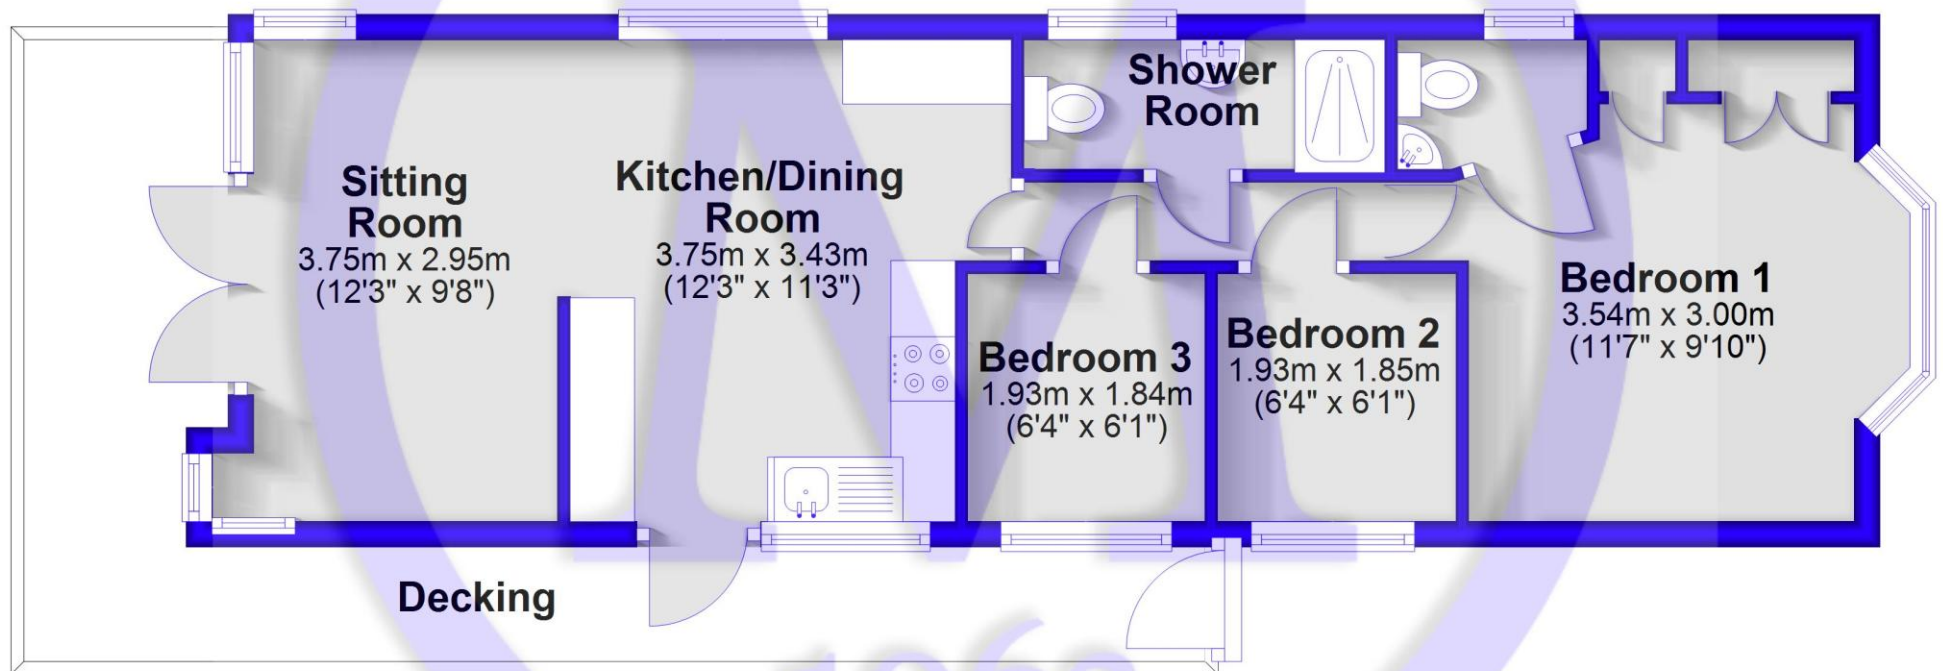 Shower
Room
Sitting
Room
3.75m x 2.95m
(12'3" x 9'8")
Kitchen/Dining
Room
3.75m x 3.43m
(12'3" x 11'3")
Bedroom 3
1.93m x 1.84m
(6'4" x 6'1")
Bedroom 2
1.93m x 1.85m
(6'4" x 6'1")
Bedroom 1
3.54m x 3.00m
(11'7" x 9'10")
Decking